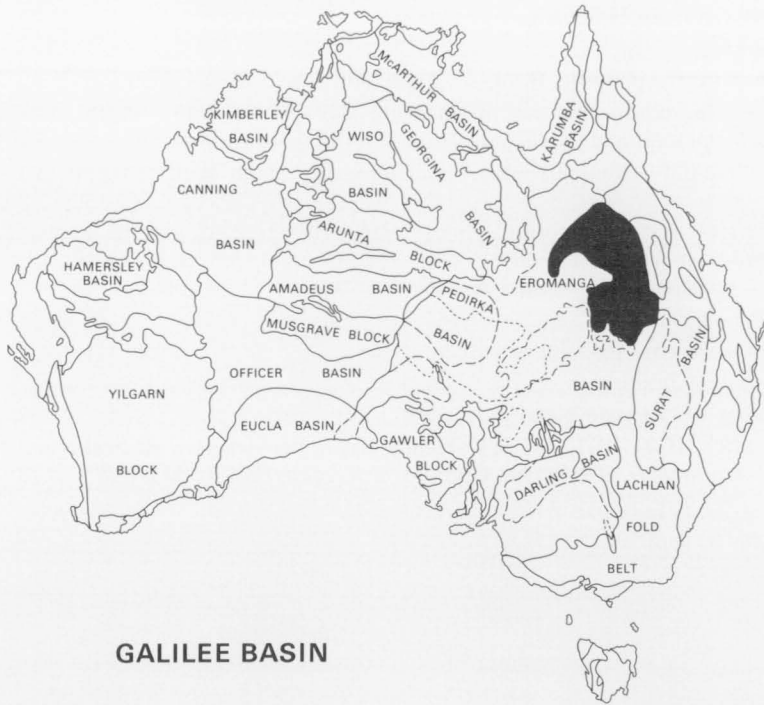 McARTHUR BASIN
KIMBERLEY
BASIN
KARUMBA
BASIN
WISO
BASIN
GEORGINA
BASIN
CANNING
BASIN
ARUNTA
BLOCK
HAMERSLEY
BASIN
AMADEUS BASIN
PEDIRKA
BASIN
EROMANGA
BASIN
MUSGRAVE BLOCK
OFFICER BASIN
YILGARN
BLOCK
SURAT
BASIN
EUCLA BASIN
GAWLER
BLOCK
DARLING BASIN
LACHLAN
FOLD
BELT
GALILEE BASIN